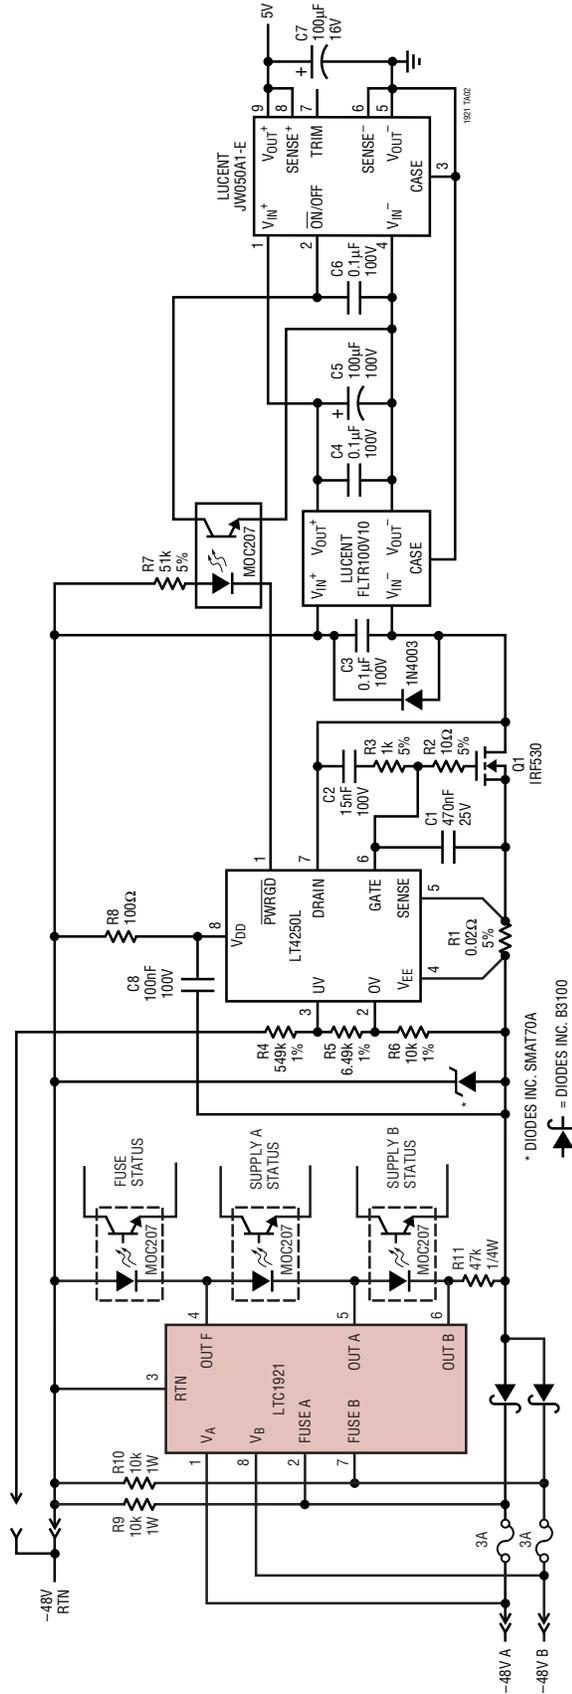 –48V
RTN
R9
10k
1W
R10
10k
1W
–48V A
–48V B
3A
3A
1
8
2
7
3
4
5
6
RTN
VA
VB
FUSE A
FUSE B
LTC1921
OUT F
OUT A
OUT B
MOC207
FUSE
STATUS
MOC207
SUPPLY A
STATUS
MOC207
SUPPLY B
STATUS
R11
47k
1/4W
*
* DIODES INC. SMAT70A
= DIODES INC. B3100
R4
549k
1%
R5
6.49k
1%
R6
10k
1%
C8
100nF
100V
R8
100Ω
3
2
8
1
7
6
4
5
VDD
UV
OV
VEE
LT4250L
PWRGD
DRAIN
GATE
SENSE
R1
0.02Ω
5%
C1
470nF
25V
C2
15nF
100V
R3
1k
5%
R2
10Ω
5%
Q1
IRF530
1N4003
C3
0.1µF
100V
R7
51k
5%
MOC207
VIN+
VOUT+
LUCENT
FLTR100V10
VIN–
VOUT–
CASE
C4
0.1µF
100V
C5
100µF
100V
+
C6
0.1µF
100V
LUCENT
JW050A1-E
1
2
4
9
8
7
6
5
3
VIN+
ON/OFF
VIN–
VOUT+
SENSE+
TRIM
SENSE–
VOUT–
CASE
C7
100µF
16V
+
5V
1921 TA02